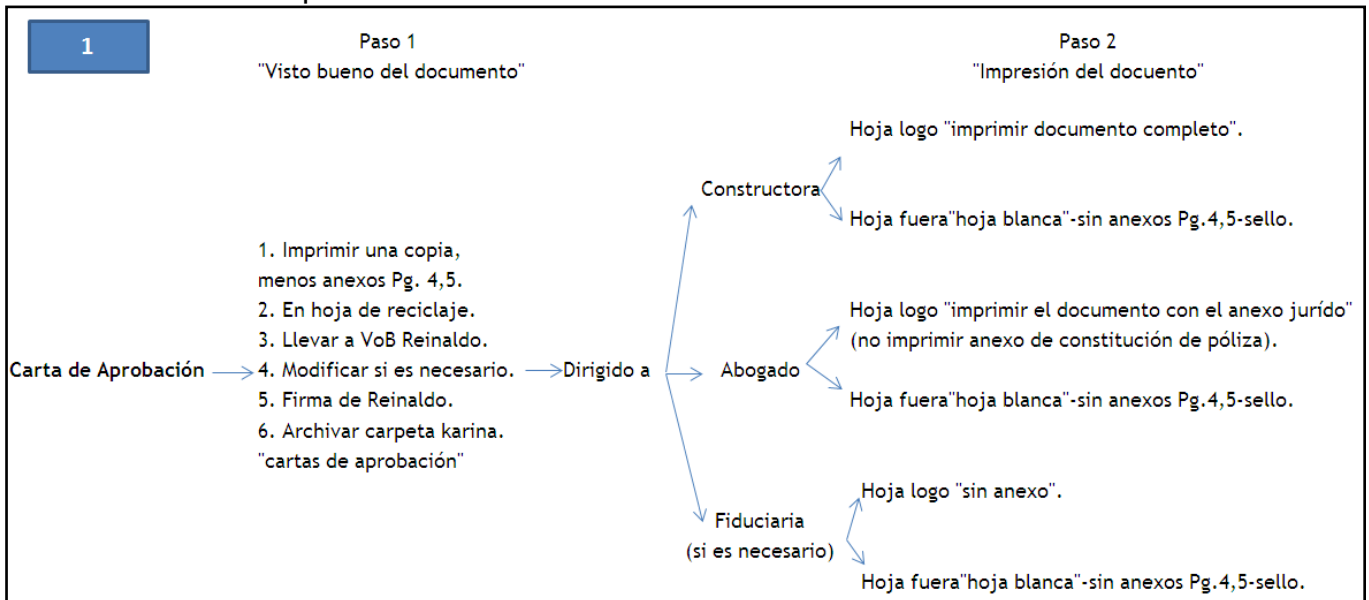 1
Paso 1
"Visto bueno del documento"
Paso 2
"Impresión del docuento"
Carta de Aprobación
1. Imprimir una copia,
menos anexos Pg. 4,5.
2. En hoja de reciclaje.
3. Llevar a VoB Reinaldo.
4. Modificar si es necesario.
5. Firma de Reinaldo.
6. Archivar carpeta karina.
"cartas de aprobación"
Dirigido a
Constructora
Hoja logo "imprimir documento completo".
Hoja fuera"hoja blanca"-sin anexos Pg.4,5-sello.
Abogado
Hoja logo "imprimir el documento con el anexo jurído"
(no imprimir anexo de constitución de póliza).
Hoja fuera"hoja blanca"-sin anexos Pg.4,5-sello.
Fiduciaria
(si es necesario)
Hoja logo "sin anexo".
Hoja fuera"hoja blanca"-sin anexos Pg.4,5-sello.